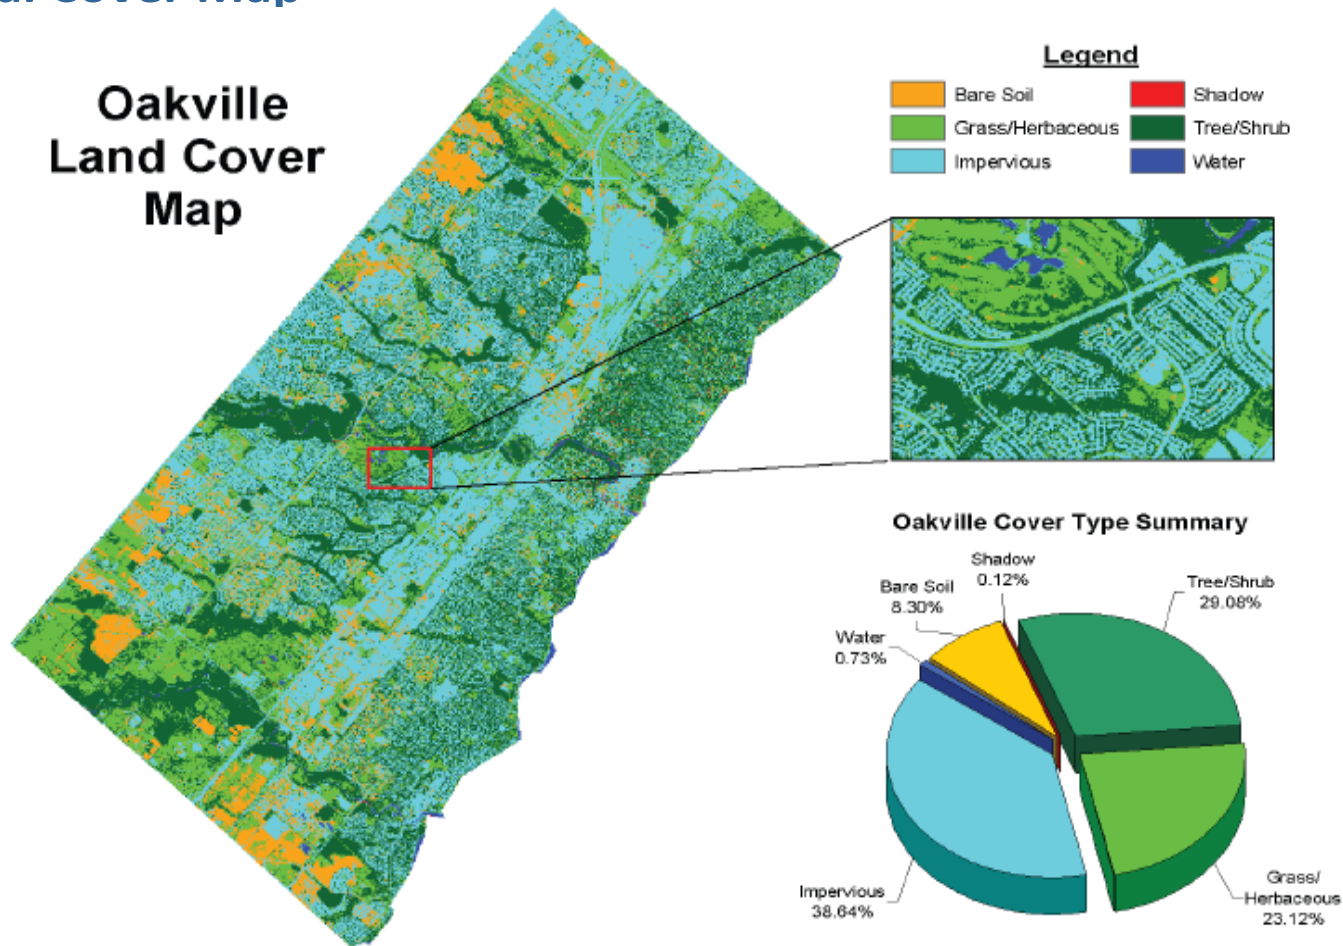 Cover Map
Oakville
Land Cover
Map
Legend
Bare Soil
Shadow
Grass/Herbaceous
Tree/Shrub
Impervious
Water
Oakville Cover Type Summary
Shadow
0.12%
Bare Soil
8.30%
Tree/Shrub
29.08%
Water
0.73%
Impervious
38.64%
Grass/
Herbaceous
23.12%